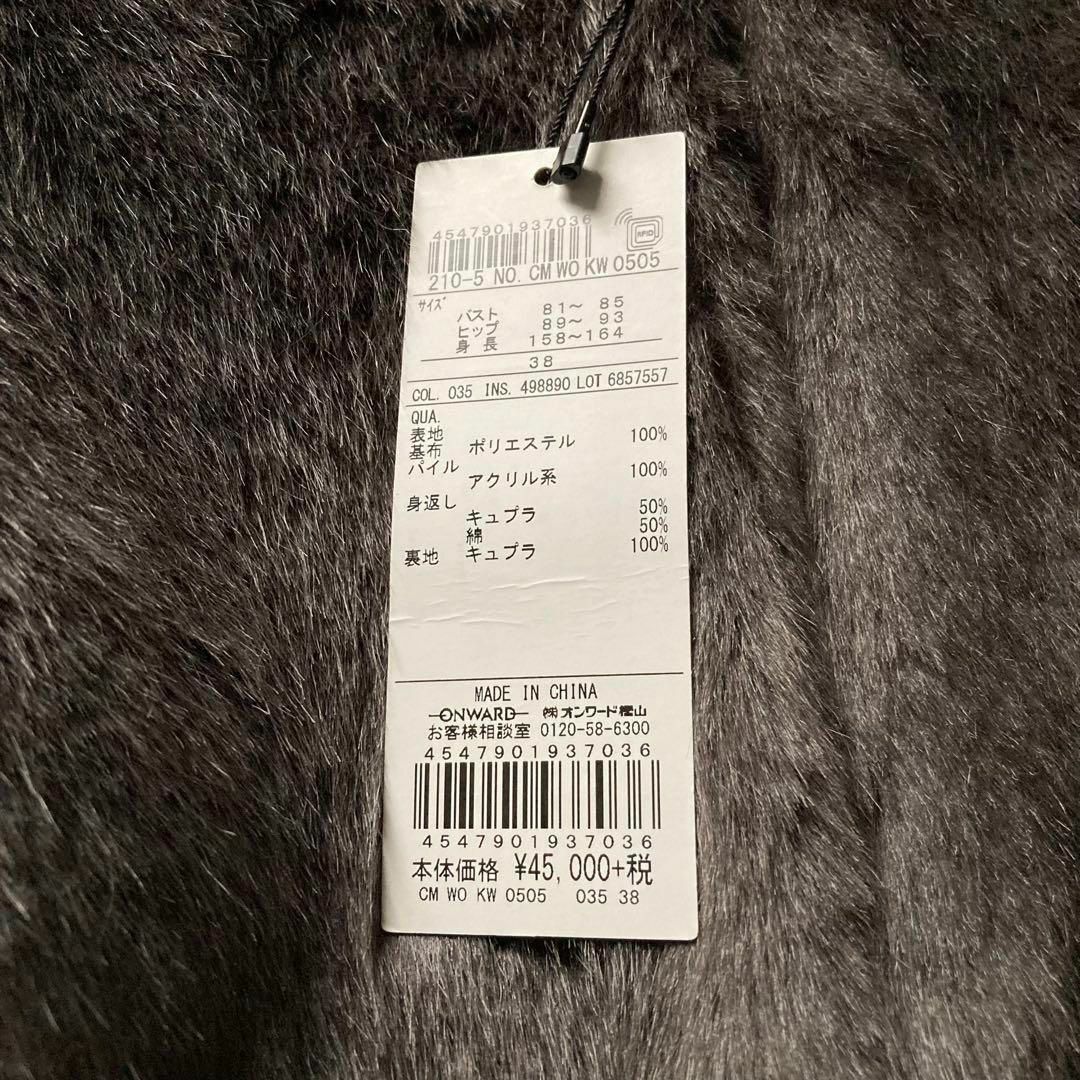 4547901937036
RFID
210-5 NO. CM WO KW 0505
サイズ
バスト 81〜 85
ヒップ 89〜 93
身長 158〜164
38
COL. 035 INS. 498890 LOT 6857557
QUA.
表地
基布 ポリエステル 100%
パイル
アクリル系 100%
身返し
キュプラ 50%
綿 50%
裏地 キュプラ 100%
MADE IN CHINA
ONWARD ㈱オンワード樫山
お客様相談室 0120-58-6300
4547901937036
4547901937036
本体価格 ¥45,000+税
CM WO KW 0505 035 38